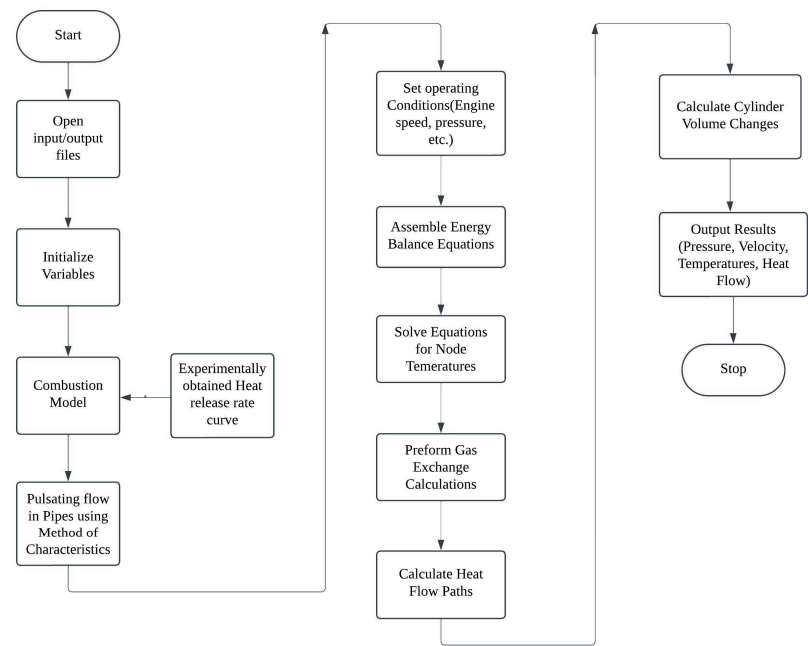 Start
Open
input/output
files
Initialize
Variables
Combustion
Model
Experimentally
obtained Heat
release rate
curve
Pulsating flow
in Pipes using
Method of
Characteristics
Set operating
Conditions(Engine
speed, pressure,
etc.)
Assemble Energy
Balance Equations
Solve Equations
for Node
Temeratures
Preform Gas
Exchange
Calculations
Calculate Heat
Flow Paths
Calculate Cylinder
Volume Changes
Output Results
(Pressure, Velocity,
Temperatures, Heat
Flow)
Stop